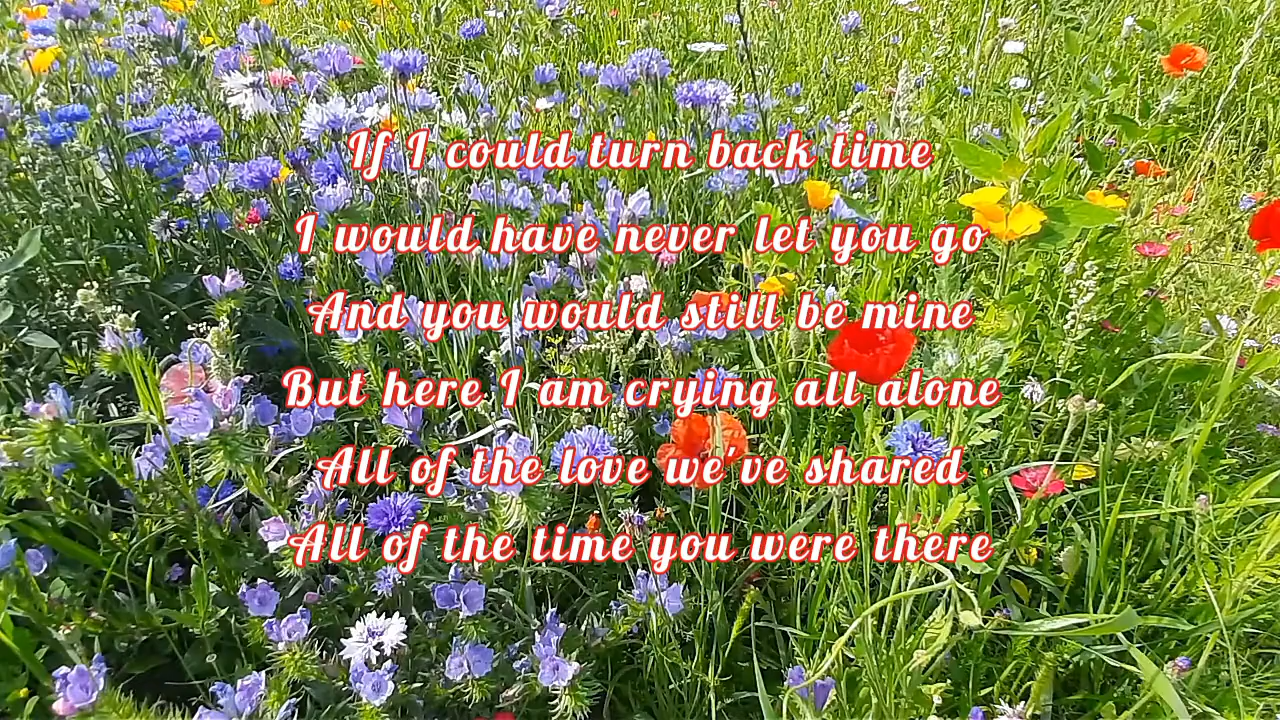 If I could turn back time
I would have never let you go
And you would still be mine
But here I am crying all alone
All of the love we've shared
All of the time you were there